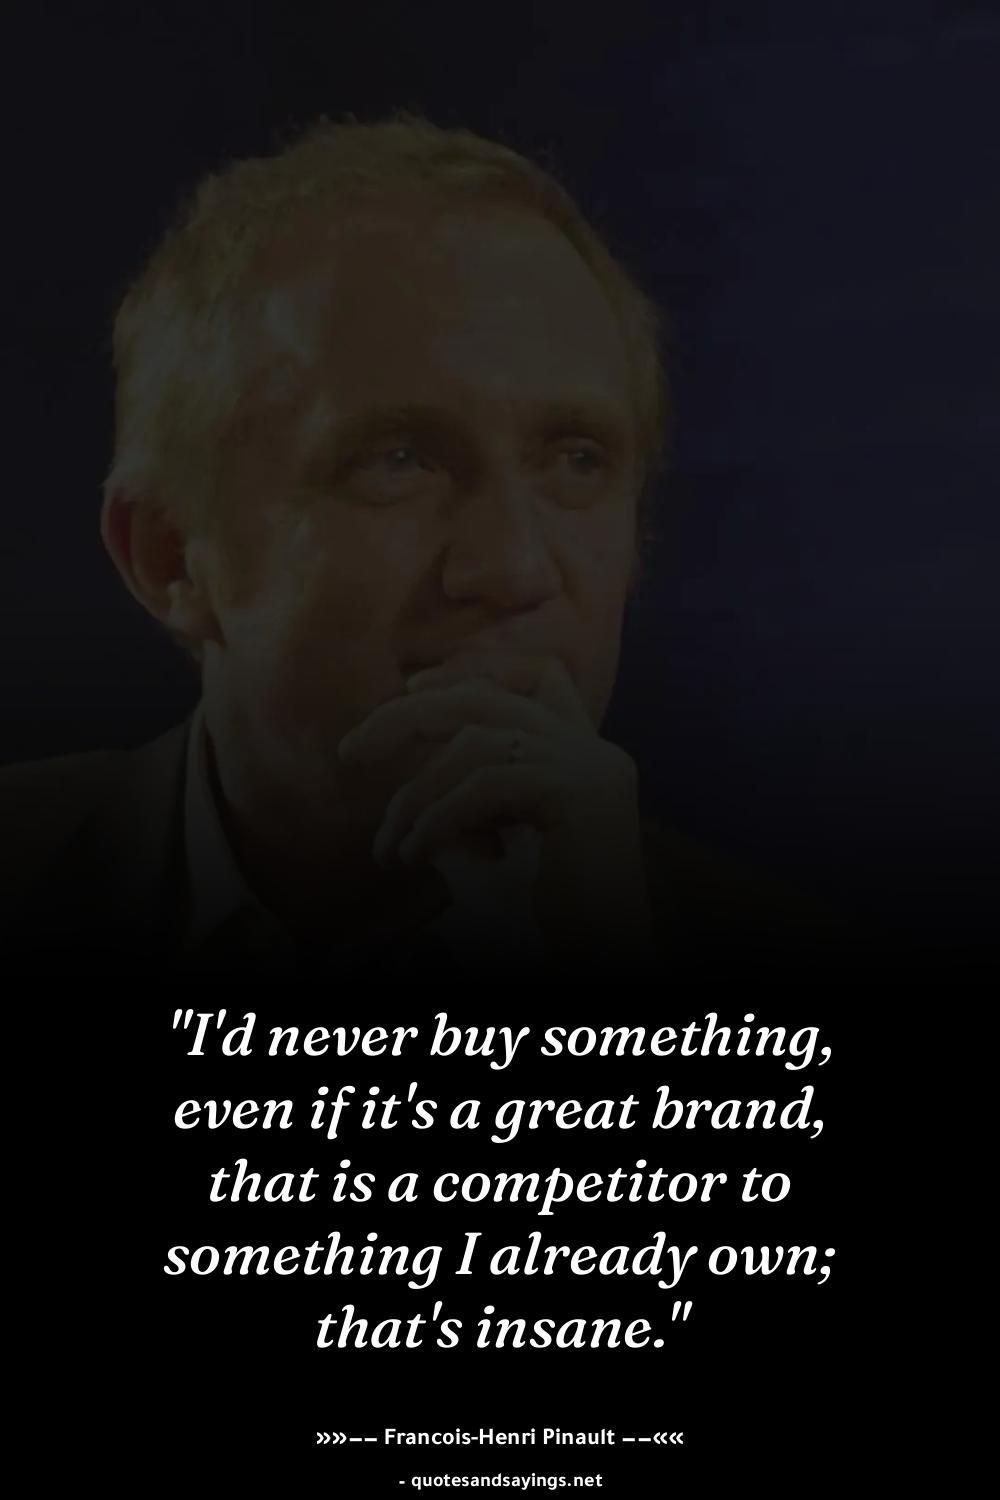 "I'd never buy something,
even if it's a great brand,
that is a competitor to
something I already own;
that's insane."
»»−− Francois-Henri Pinault −−««
- quotesandsayings.net